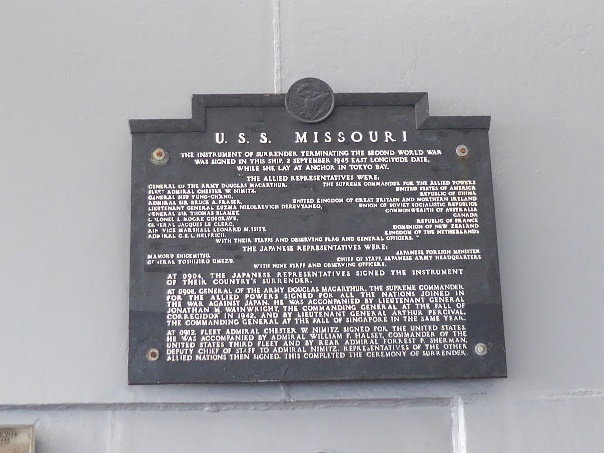 U.S.S. MISSOURI
THE INSTRUMENT OF SURRENDER TERMINATING THE SECOND WORLD WAR
WAS SIGNED IN THIS SHIP, 2 SEPTEMBER 1945 EAST LONGITUDE DATE,
WHILE SHE LAY AT ANCHOR IN TOKYO BAY.
THE ALLIED REPRESENTATIVES WERE:
GENERAL OF THE ARMY DOUGLAS MACARTHUR, THE SUPREME COMMANDER FOR THE ALLIED POWERS
FLEET ADMIRAL CHESTER W. NIMITZ, UNITED STATES OF AMERICA
GENERAL HSU YUNG-CHANG, REPUBLIC OF CHINA
ADMIRAL SIR BRUCE A. FRASER, UNITED KINGDOM OF GREAT BRITAIN AND NORTHERN IRELAND
LIEUTENANT GENERAL KUZMA NIKOLAEVICH DEREVYANKO, UNION OF SOVIET SOCIALISTIC REPUBLICS
GENERAL SIR THOMAS BLAMEY, COMMONWEALTH OF AUSTRALIA
COLONEL L. MOORE COSGRAVE, CANADA
GENERAL JACQUES LE CLERC, REPUBLIC OF FRANCE
AIR VICE MARSHALL LEONARD M. ISITT, DOMINION OF NEW ZEALAND
ADMIRAL C.E.L. HELFRICH, KINGDOM OF THE NETHERLANDS
WITH THEIR STAFFS AND OBSERVING FLAG AND GENERAL OFFICERS.
THE JAPANESE REPRESENTATIVES WERE:
MAMORU SHIGEMITSU, JAPANESE FOREIGN MINISTER
GENERAL YOSHIJIRO UMEZU, CHIEF OF STAFF, JAPANESE ARMY HEADQUARTERS
WITH NINE STAFF AND OBSERVING OFFICERS.
AT 0904, THE JAPANESE REPRESENTATIVES SIGNED THE INSTRUMENT
OF THEIR COUNTRY'S SURRENDER.
AT 0908, GENERAL OF THE ARMY DOUGLAS MACARTHUR, THE SUPREME COMMANDER
FOR THE ALLIED POWERS SIGNED FOR ALL THE NATIONS JOINED IN
THE WAR AGAINST JAPAN. HE WAS ACCOMPANIED BY LIEUTENANT GENERAL
JONATHAN M. WAINWRIGHT, THE COMMANDING GENERAL AT THE FALL OF
CORREGIDOR IN 1942, AND BY LIEUTENANT GENERAL ARTHUR PERCIVAL,
THE COMMANDING GENERAL AT THE FALL OF SINGAPORE IN THE SAME YEAR.
AT 0912, FLEET ADMIRAL CHESTER W. NIMITZ SIGNED FOR THE UNITED STATES.
HE WAS ACCOMPANIED BY ADMIRAL WILLIAM F. HALSEY, COMMANDER OF THE
UNITED STATES THIRD FLEET AND BY REAR ADMIRAL FORREST P. SHERMAN,
DEPUTY CHIEF OF STAFF TO ADMIRAL NIMITZ. REPRESENTATIVES OF THE OTHER
ALLIED NATIONS THEN SIGNED. THIS COMPLETED THE CEREMONY OF SURRENDER.